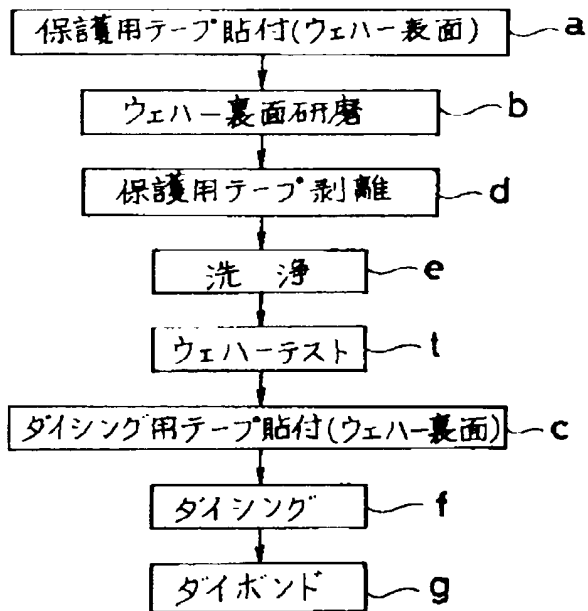 保護用テープ貼付(ウェハー表面) a
ウェハー裏面研磨 b
保護用テープ剥離 d
洗 浄 e
ウェハーテスト t
ダイシング用テープ貼付(ウェハー裏面) c
ダイシング f
ダイボンド g